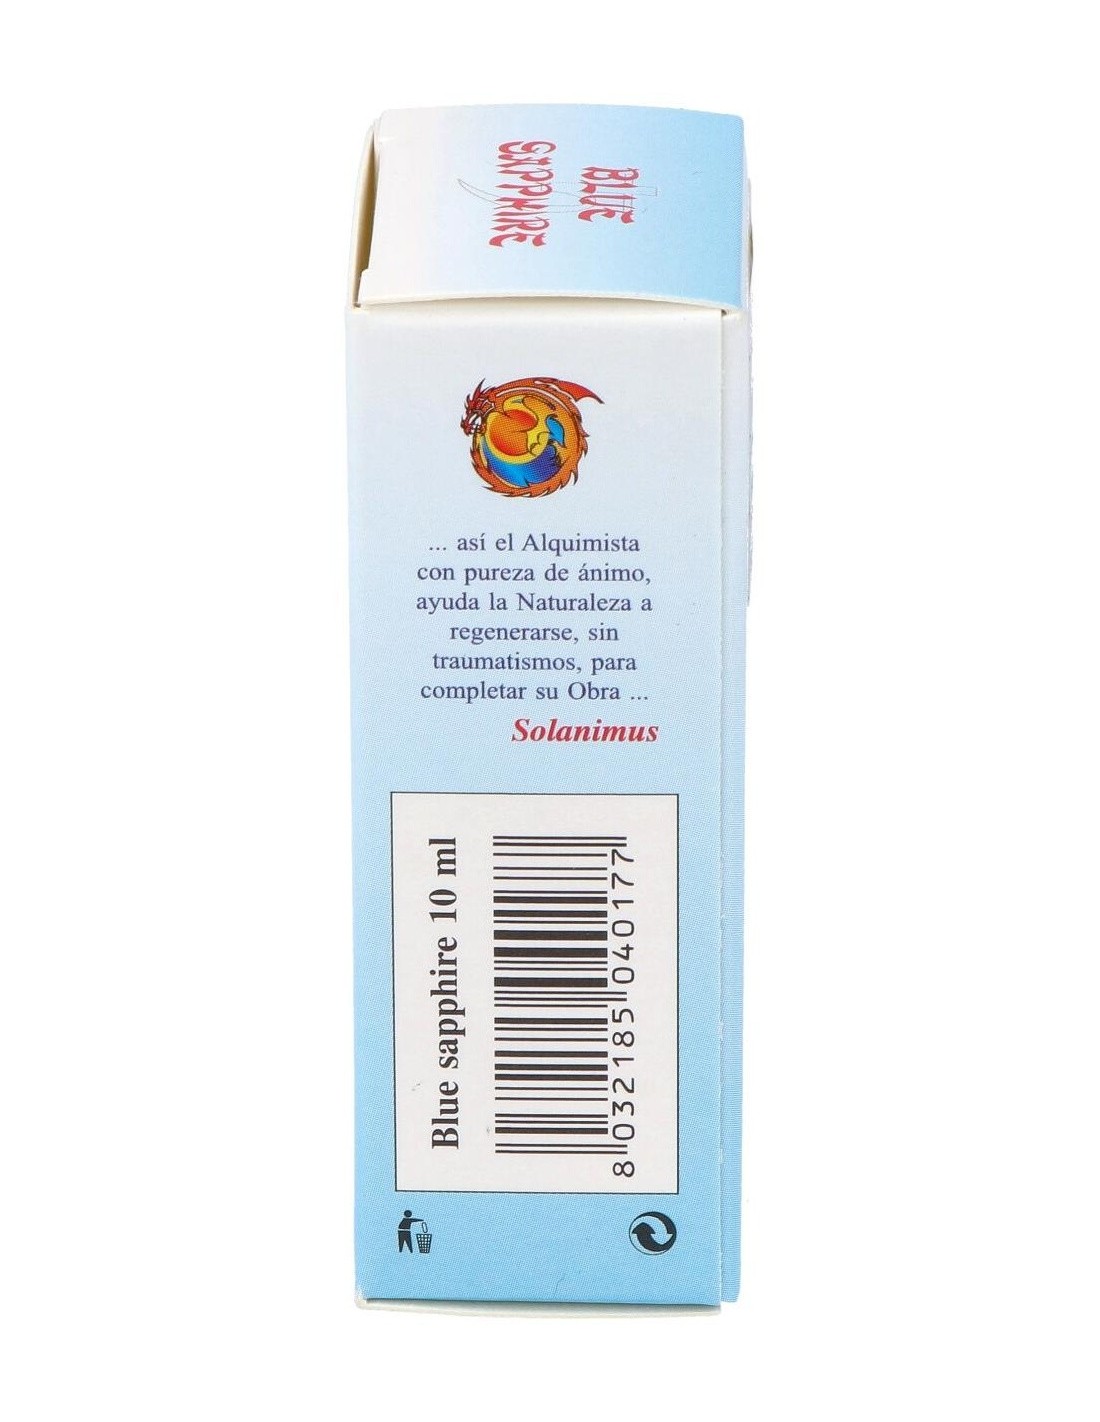 BLUE
SAPPHIRE
... así el Alquimista
con pureza de ánimo,
ayuda la Naturaleza a
regenerarse, sin
traumatismos, para
completar su Obra ...
Solanimus
Blue sapphire 10 ml
8 032185 040177